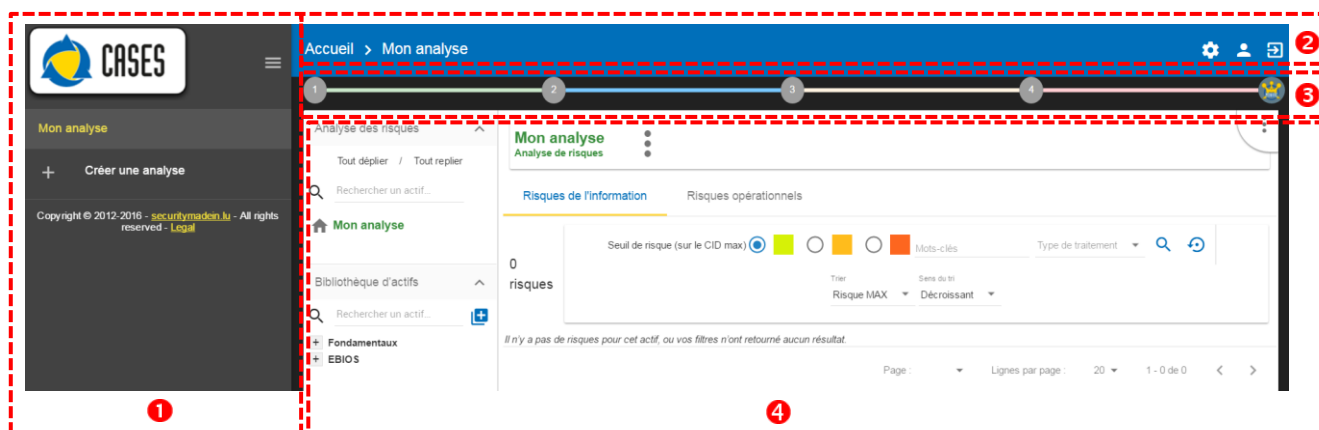 CASES
Mon analyse
+ Créer une analyse
Copyright © 2012-2016 - securitymadein.lu - All rights
reserved - Legal
1
Accueil > Mon analyse
2
1 2 3 4
3
Analyse des risques
Tout déplier / Tout replier
Rechercher un actif...
Mon analyse
Bibliothèque d'actifs
Rechercher un actif...
+ Fondamentaux
+ EBIOS
Mon analyse
Analyse de risques
Risques de l'information Risques opérationnels
0
risques
Seuil de risque (sur le CID max) Mots-clés Type de traitement
Trier Sens du tri
Risque MAX Décroissant
Il n'y a pas de risques pour cet actif, ou vos filtres n'ont retourné aucun résultat.
Page : Lignes par page : 20 1 - 0 de 0 < >
4